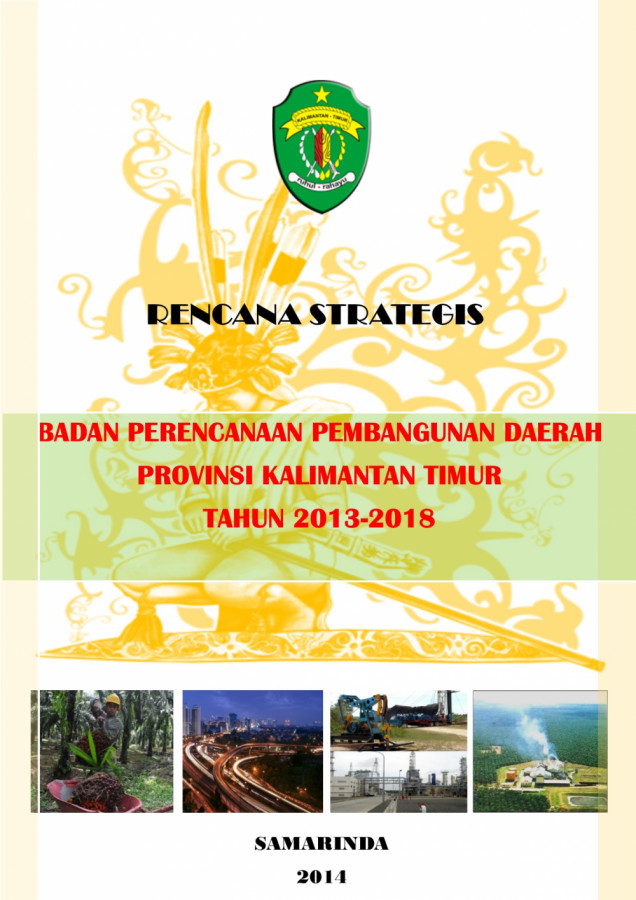 KALIMANTAN - TIMUR
ruhui - rahayu
RENCANA STRATEGIS
BADAN PERENCANAAN PEMBANGUNAN DAERAH
PROVINSI KALIMANTAN TIMUR
TAHUN 2013-2018
SAMARINDA
2014